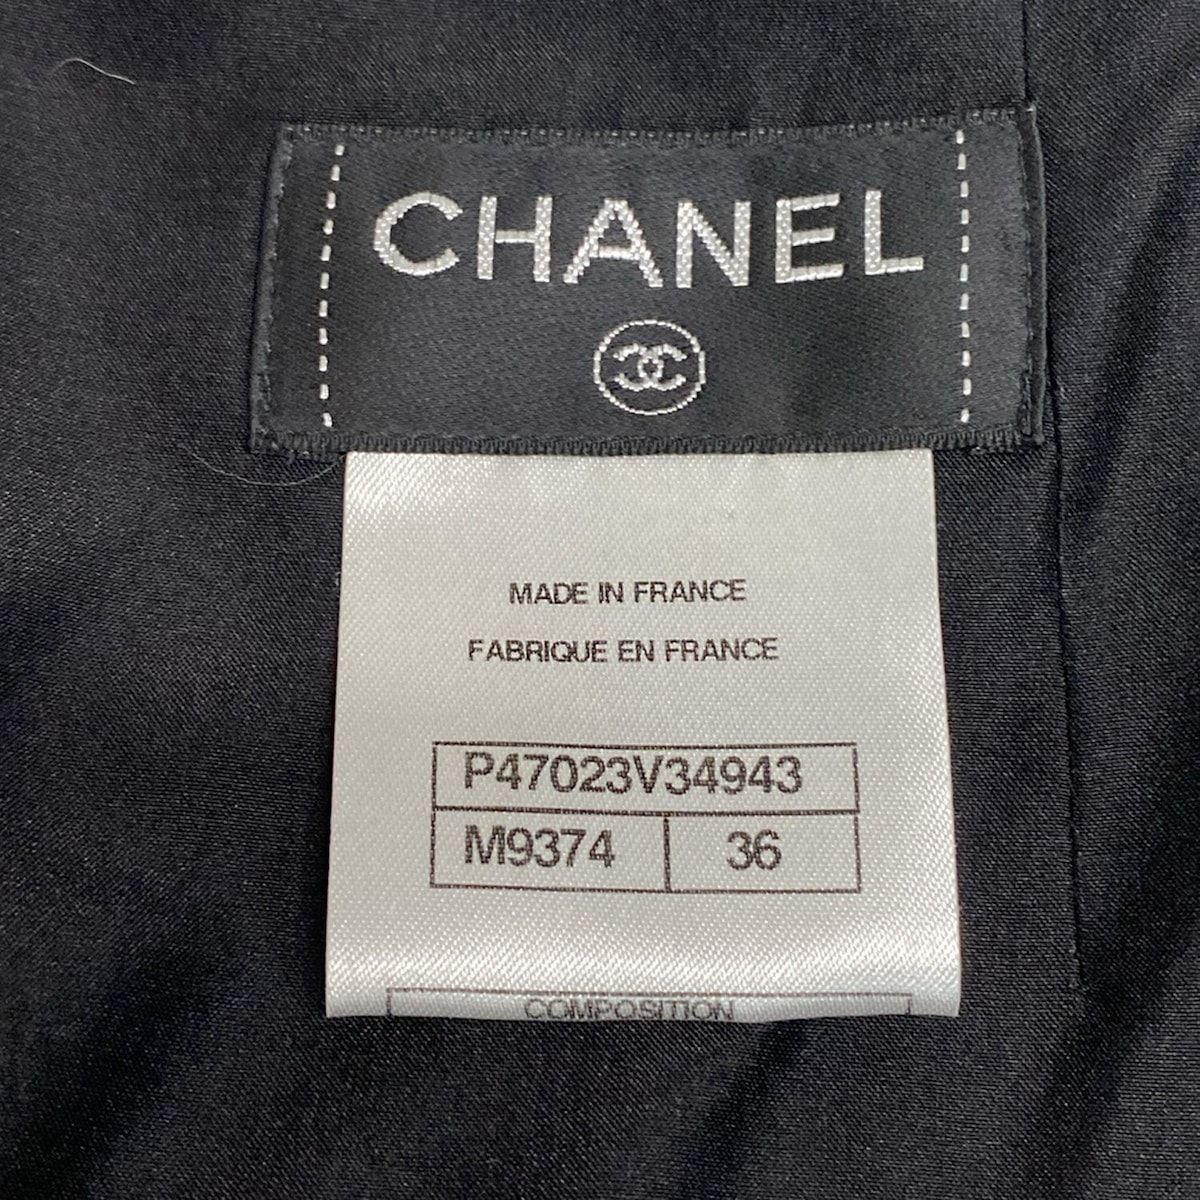 CHANEL
MADE IN FRANCE
FABRIQUE EN FRANCE
P47023V34943
M9374 36
COMPOSITION